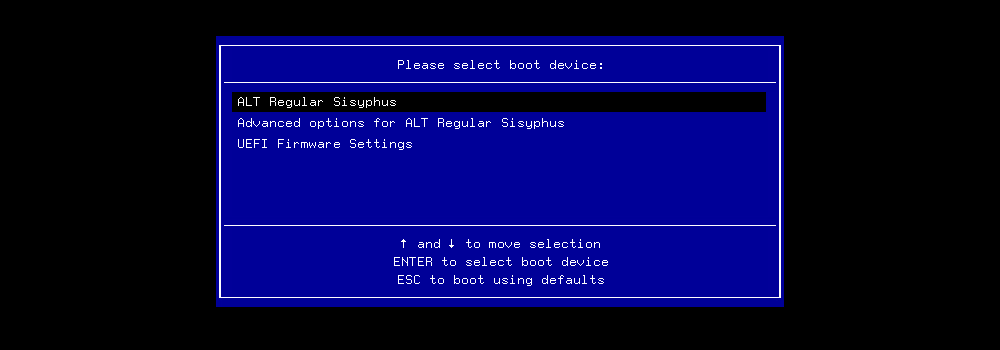 Please select boot device:
ALT Regular Sisyphus
Advanced options for ALT Regular Sisyphus
UEFI Firmware Settings
↑ and ↓ to move selection
ENTER to select boot device
ESC to boot using defaults